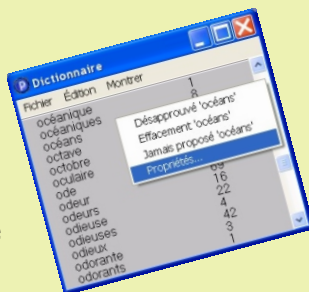 Dictionnaire
Fichier Édition Montrer
océanique 1
océaniques 8
océans
octave
octobre
oculaire
ode
odeur 16
odeurs 22
odieuse 4
odieuses 42
odieux 3
odorante 1
odorants
Désapprouvé 'océans'
Effacement 'océans'
Jamais proposé 'océans'
Propriétés...